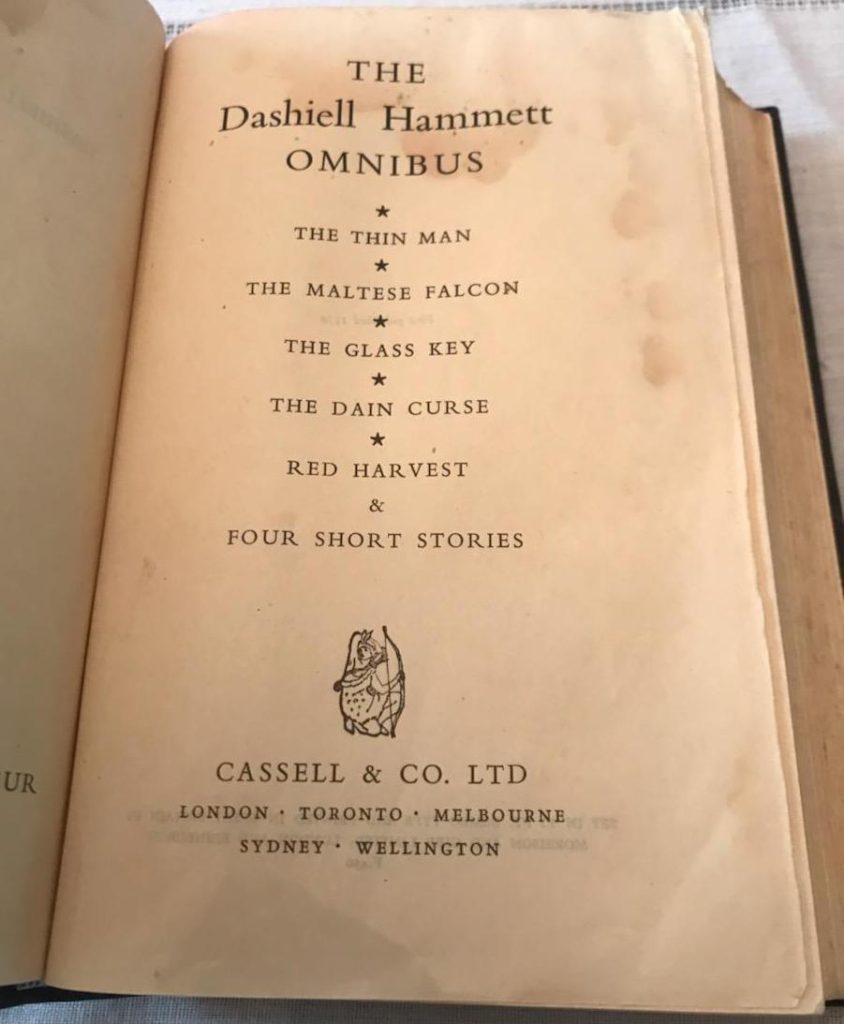 THE
Dashiell Hammett
OMNIBUS
★
THE THIN MAN
★
THE MALTESE FALCON
★
THE GLASS KEY
★
THE DAIN CURSE
★
RED HARVEST
&
FOUR SHORT STORIES
CASSELL & CO. LTD
LONDON · TORONTO · MELBOURNE
SYDNEY · WELLINGTON
UR